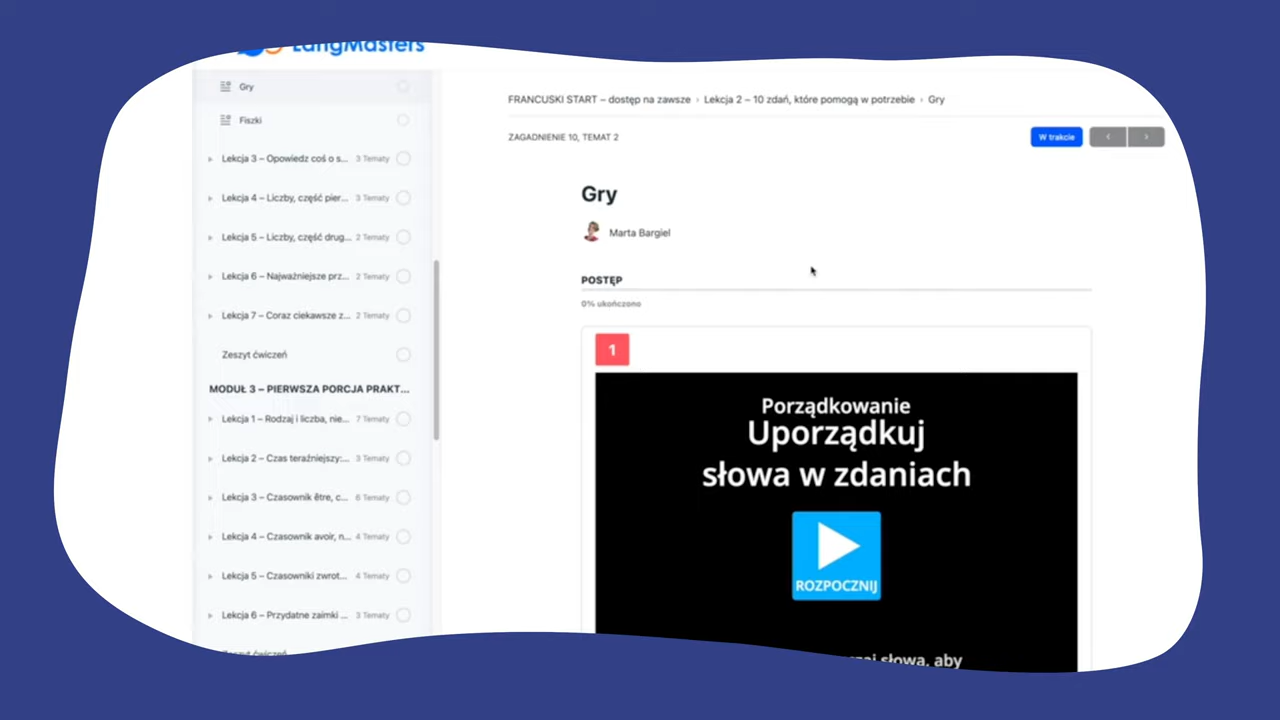 LangMasters
Gry
Fiszki
Lekcja 3 – Opowiedz coś o s... 3 Tematy
Lekcja 4 – Liczby, część pier... 3 Tematy
Lekcja 5 – Liczby, część drug... 2 Tematy
Lekcja 6 – Najważniejsze prz... 2 Tematy
Lekcja 7 – Coraz ciekawsze z... 2 Tematy
Zeszyt ćwiczeń
MODUŁ 3 – PIERWSZA PORCJA PRAKT...
Lekcja 1 – Rodzaj i liczba, nie... 7 Tematy
Lekcja 2 – Czas teraźniejszy:... 3 Tematy
Lekcja 3 – Czasownik être, c... 6 Tematy
Lekcja 4 – Czasownik avoir, n... 4 Tematy
Lekcja 5 – Czasowniki zwrot... 4 Tematy
Lekcja 6 – Przydatne zaimki ... 3 Tematy
Zeszyt ćwiczeń
FRANCUSKI START – dostęp na zawsze › Lekcja 2 – 10 zdań, które pomogą w potrzebie › Gry
ZAGADNIENIE 10, TEMAT 2
W trakcie
Gry
Marta Bargiel
POSTĘP
0% ukończono
1
Porządkowanie
Uporządkuj
słowa w zdaniach
ROZPOCZNIJ
słowa, aby